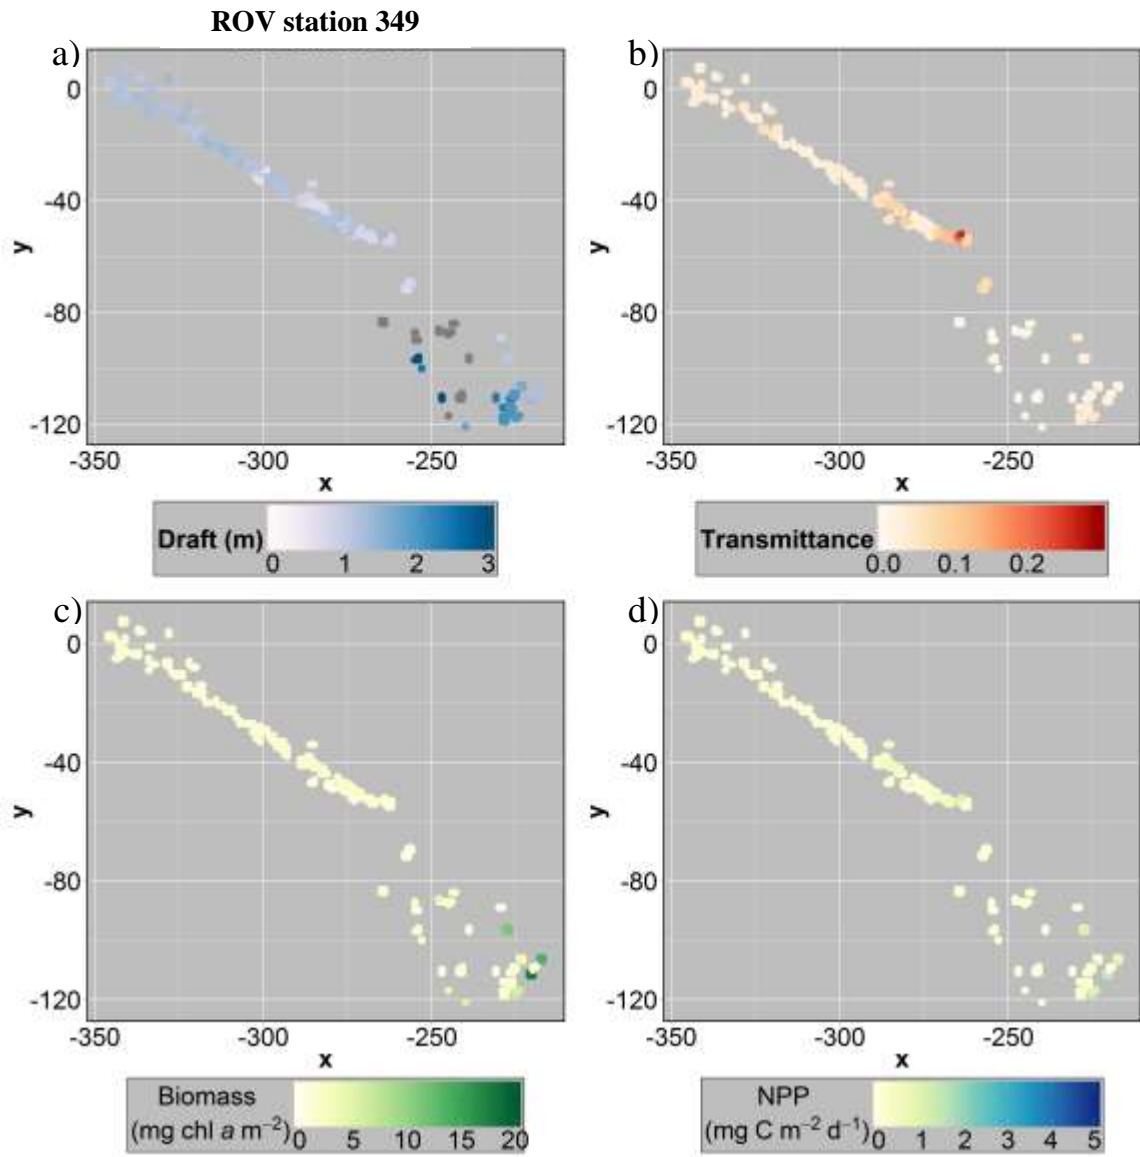 ROV station 349
a)
b)
0
-40
-80
-120
y
-350
-300
-250
x
0
-40
-80
-120
y
-350
-300
-250
x
Draft (m)
0 1 2 3
Transmittance
0.0 0.1 0.2
c)
d)
0
-40
-80
-120
y
-350
-300
-250
x
0
-40
-80
-120
y
-350
-300
-250
x
Biomass
(mg chl a m⁻²)
0 5 10 15 20
NPP
(mg C m⁻² d⁻¹)
0 1 2 3 4 5